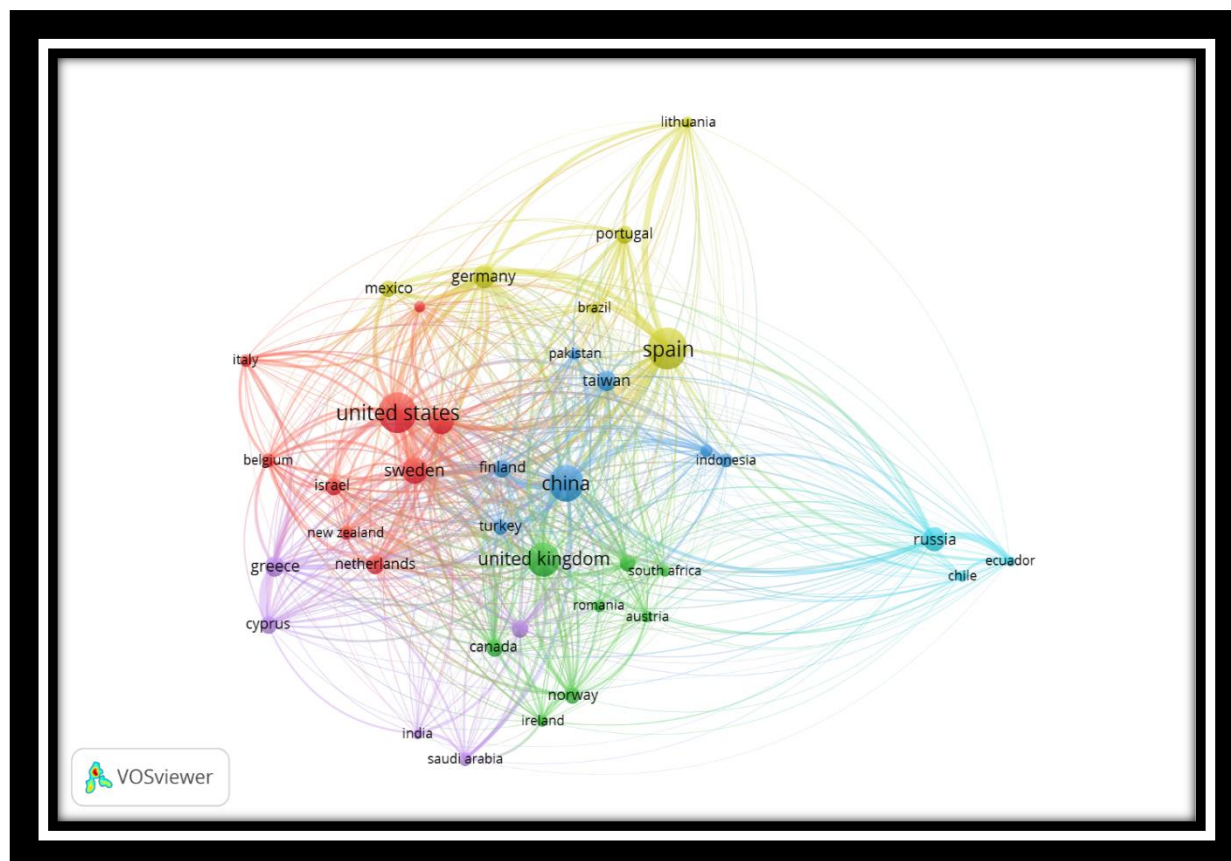 lithuania
portugal
germany
mexico
brazil
spain
pakistan
italy
taiwan
united states
belgium
sweden
finland
indonesia
israel
china
turkey
new zealand
russia
united kingdom
ecuador
greece
netherlands
south africa
chile
romania
austria
cyprus
canada
norway
ireland
india
saudi arabia
VOSviewer